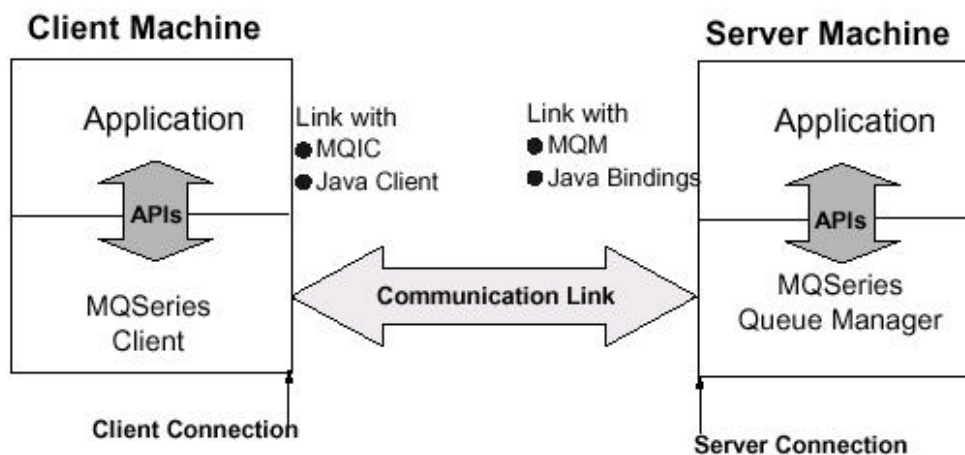 Client Machine
Server Machine
Application
Link with
● MQIC
● Java Client
Link with
● MQM
● Java Bindings
Application
APIs
APIs
Communication Link
MQSeries
Client
MQSeries
Queue Manager
Client Connection
Server Connection